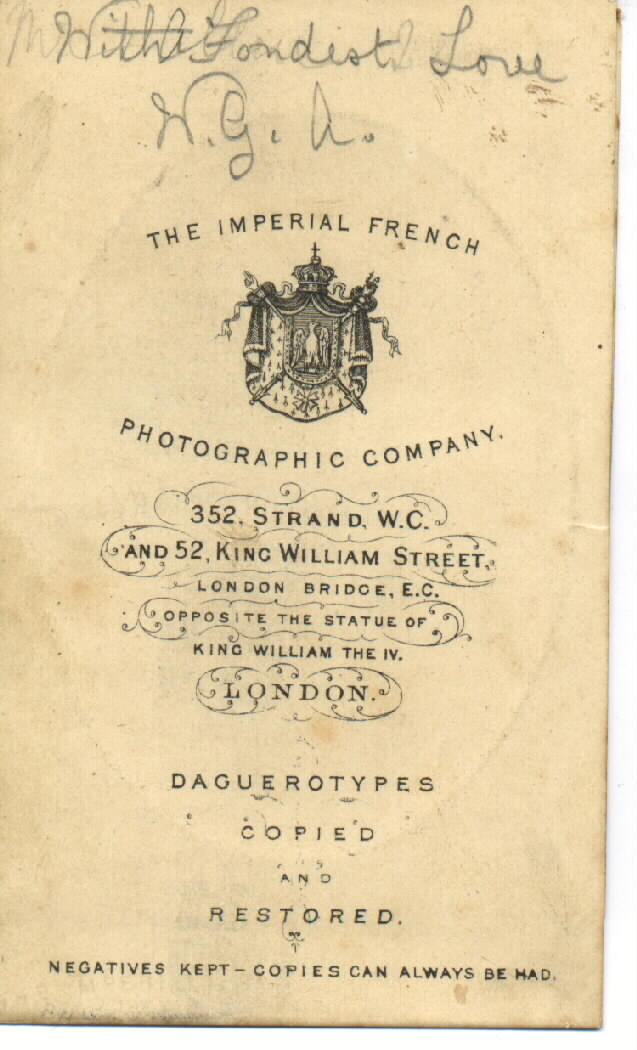 With Fondest Love
W. G. A.
THE IMPERIAL FRENCH
PHOTOGRAPHIC COMPANY.
352, STRAND, W.C.
AND 52, KING WILLIAM STREET,
LONDON BRIDGE, E.C.
OPPOSITE THE STATUE OF
KING WILLIAM THE IV.
LONDON.
DAGUEROTYPES
COPIED
AND
RESTORED.
NEGATIVES KEPT - COPIES CAN ALWAYS BE HAD.